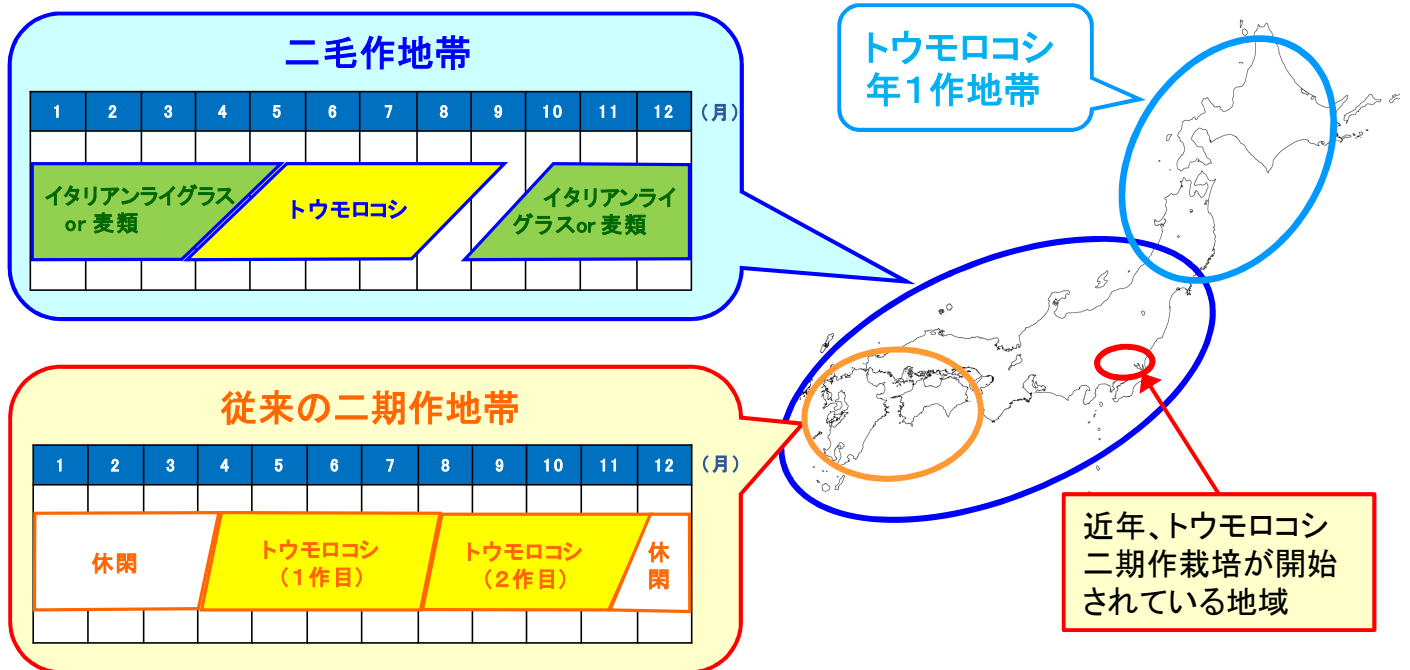 二毛作地帯
1 2 3 4 5 6 7 8 9 10 11 12 （月）
イタリアンライグラス
or 麦類
トウモロコシ
イタリアンライ
グラスor 麦類
従来の二期作地帯
1 2 3 4 5 6 7 8 9 10 11 12 （月）
休閑
トウモロコシ
（１作目）
トウモロコシ
（２作目）
休
閑
トウモロコシ
年１作地帯
近年、トウモロコシ
二期作栽培が開始
されている地域